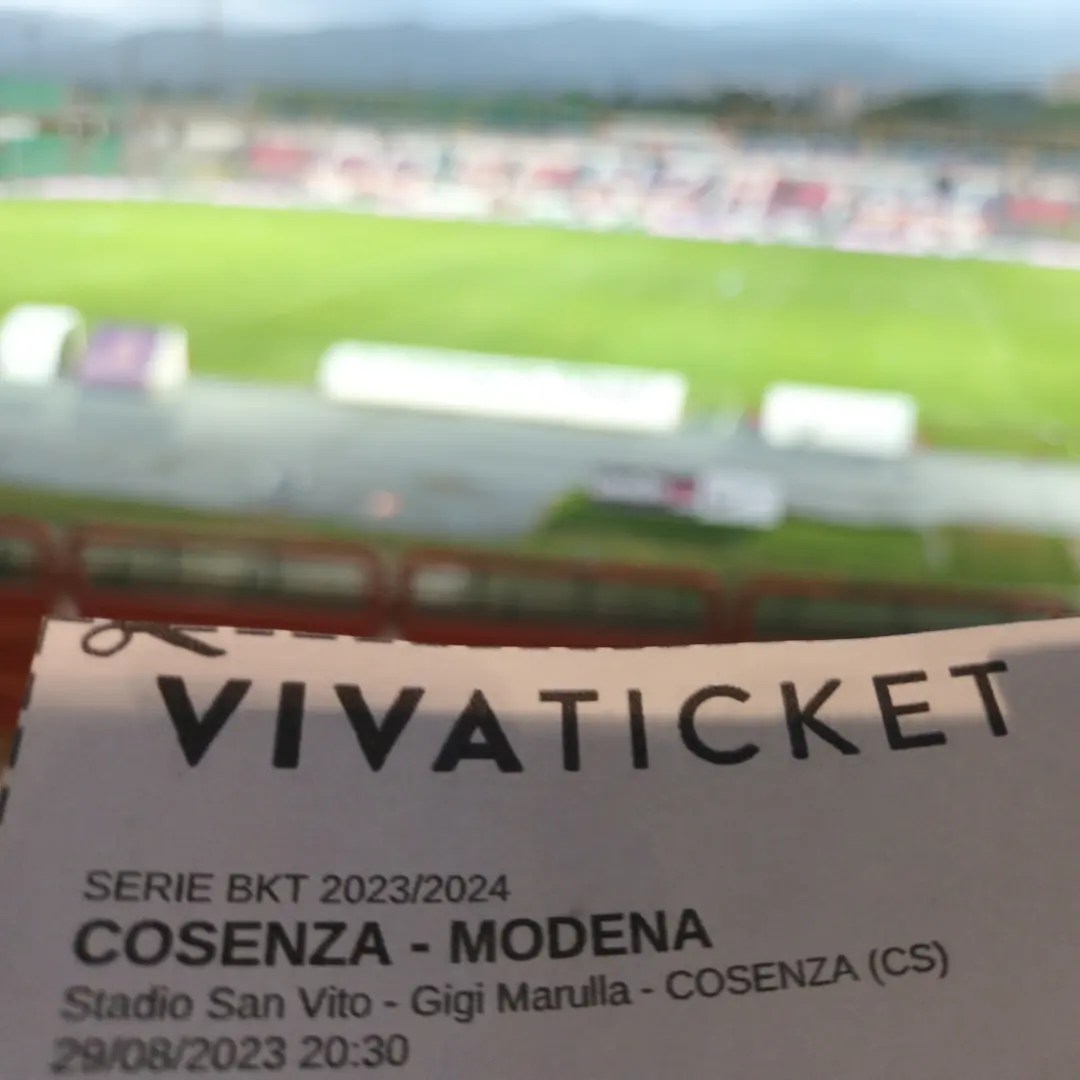 VIVATICKET
SERIE BKT 2023/2024
COSENZA - MODENA
Stadio San Vito - Gigi Marulla - COSENZA (CS)
29/08/2023 20:30